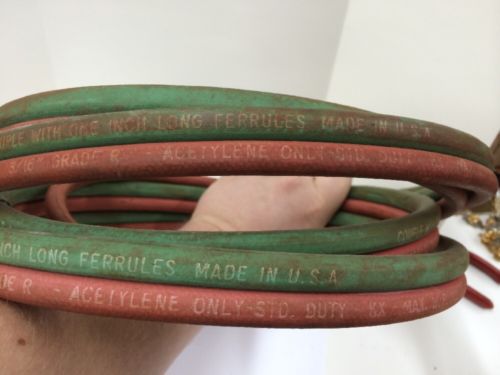 WITH ONE INCH LONG FERRULES MADE IN U.S.A
GRADE R - ACETYLENE ONLY-STD. DUTY
INCH LONG FERRULES MADE IN U.S.A
R - ACETYLENE ONLY-STD. DUTY